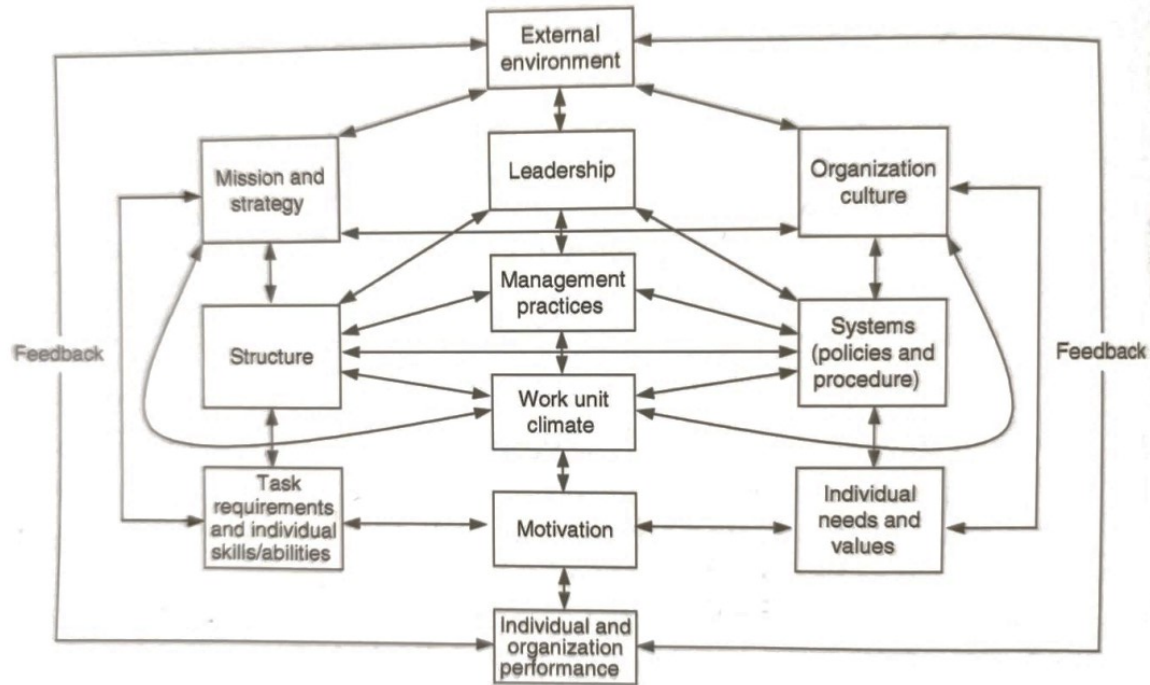 External
environment
Mission and
strategy
Leadership
Organization
culture
Management
practices
Structure
Systems
(policies and
procedure)
Feedback
Feedback
Work unit
climate
Task
requirements
and individual
skills/abilities
Motivation
Individual
needs and
values
Individual and
organization
performance